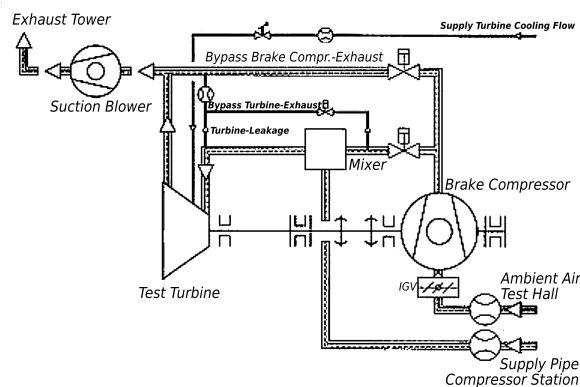 Exhaust Tower
Supply Turbine Cooling Flow
Bypass Brake Compr.-Exhaust
Suction Blower
Bypass Turbine-Exhaust
Turbine-Leakage
Mixer
Brake Compressor
Test Turbine
IGV
Ambient Air
Test Hall
Supply Pipe
Compressor Station